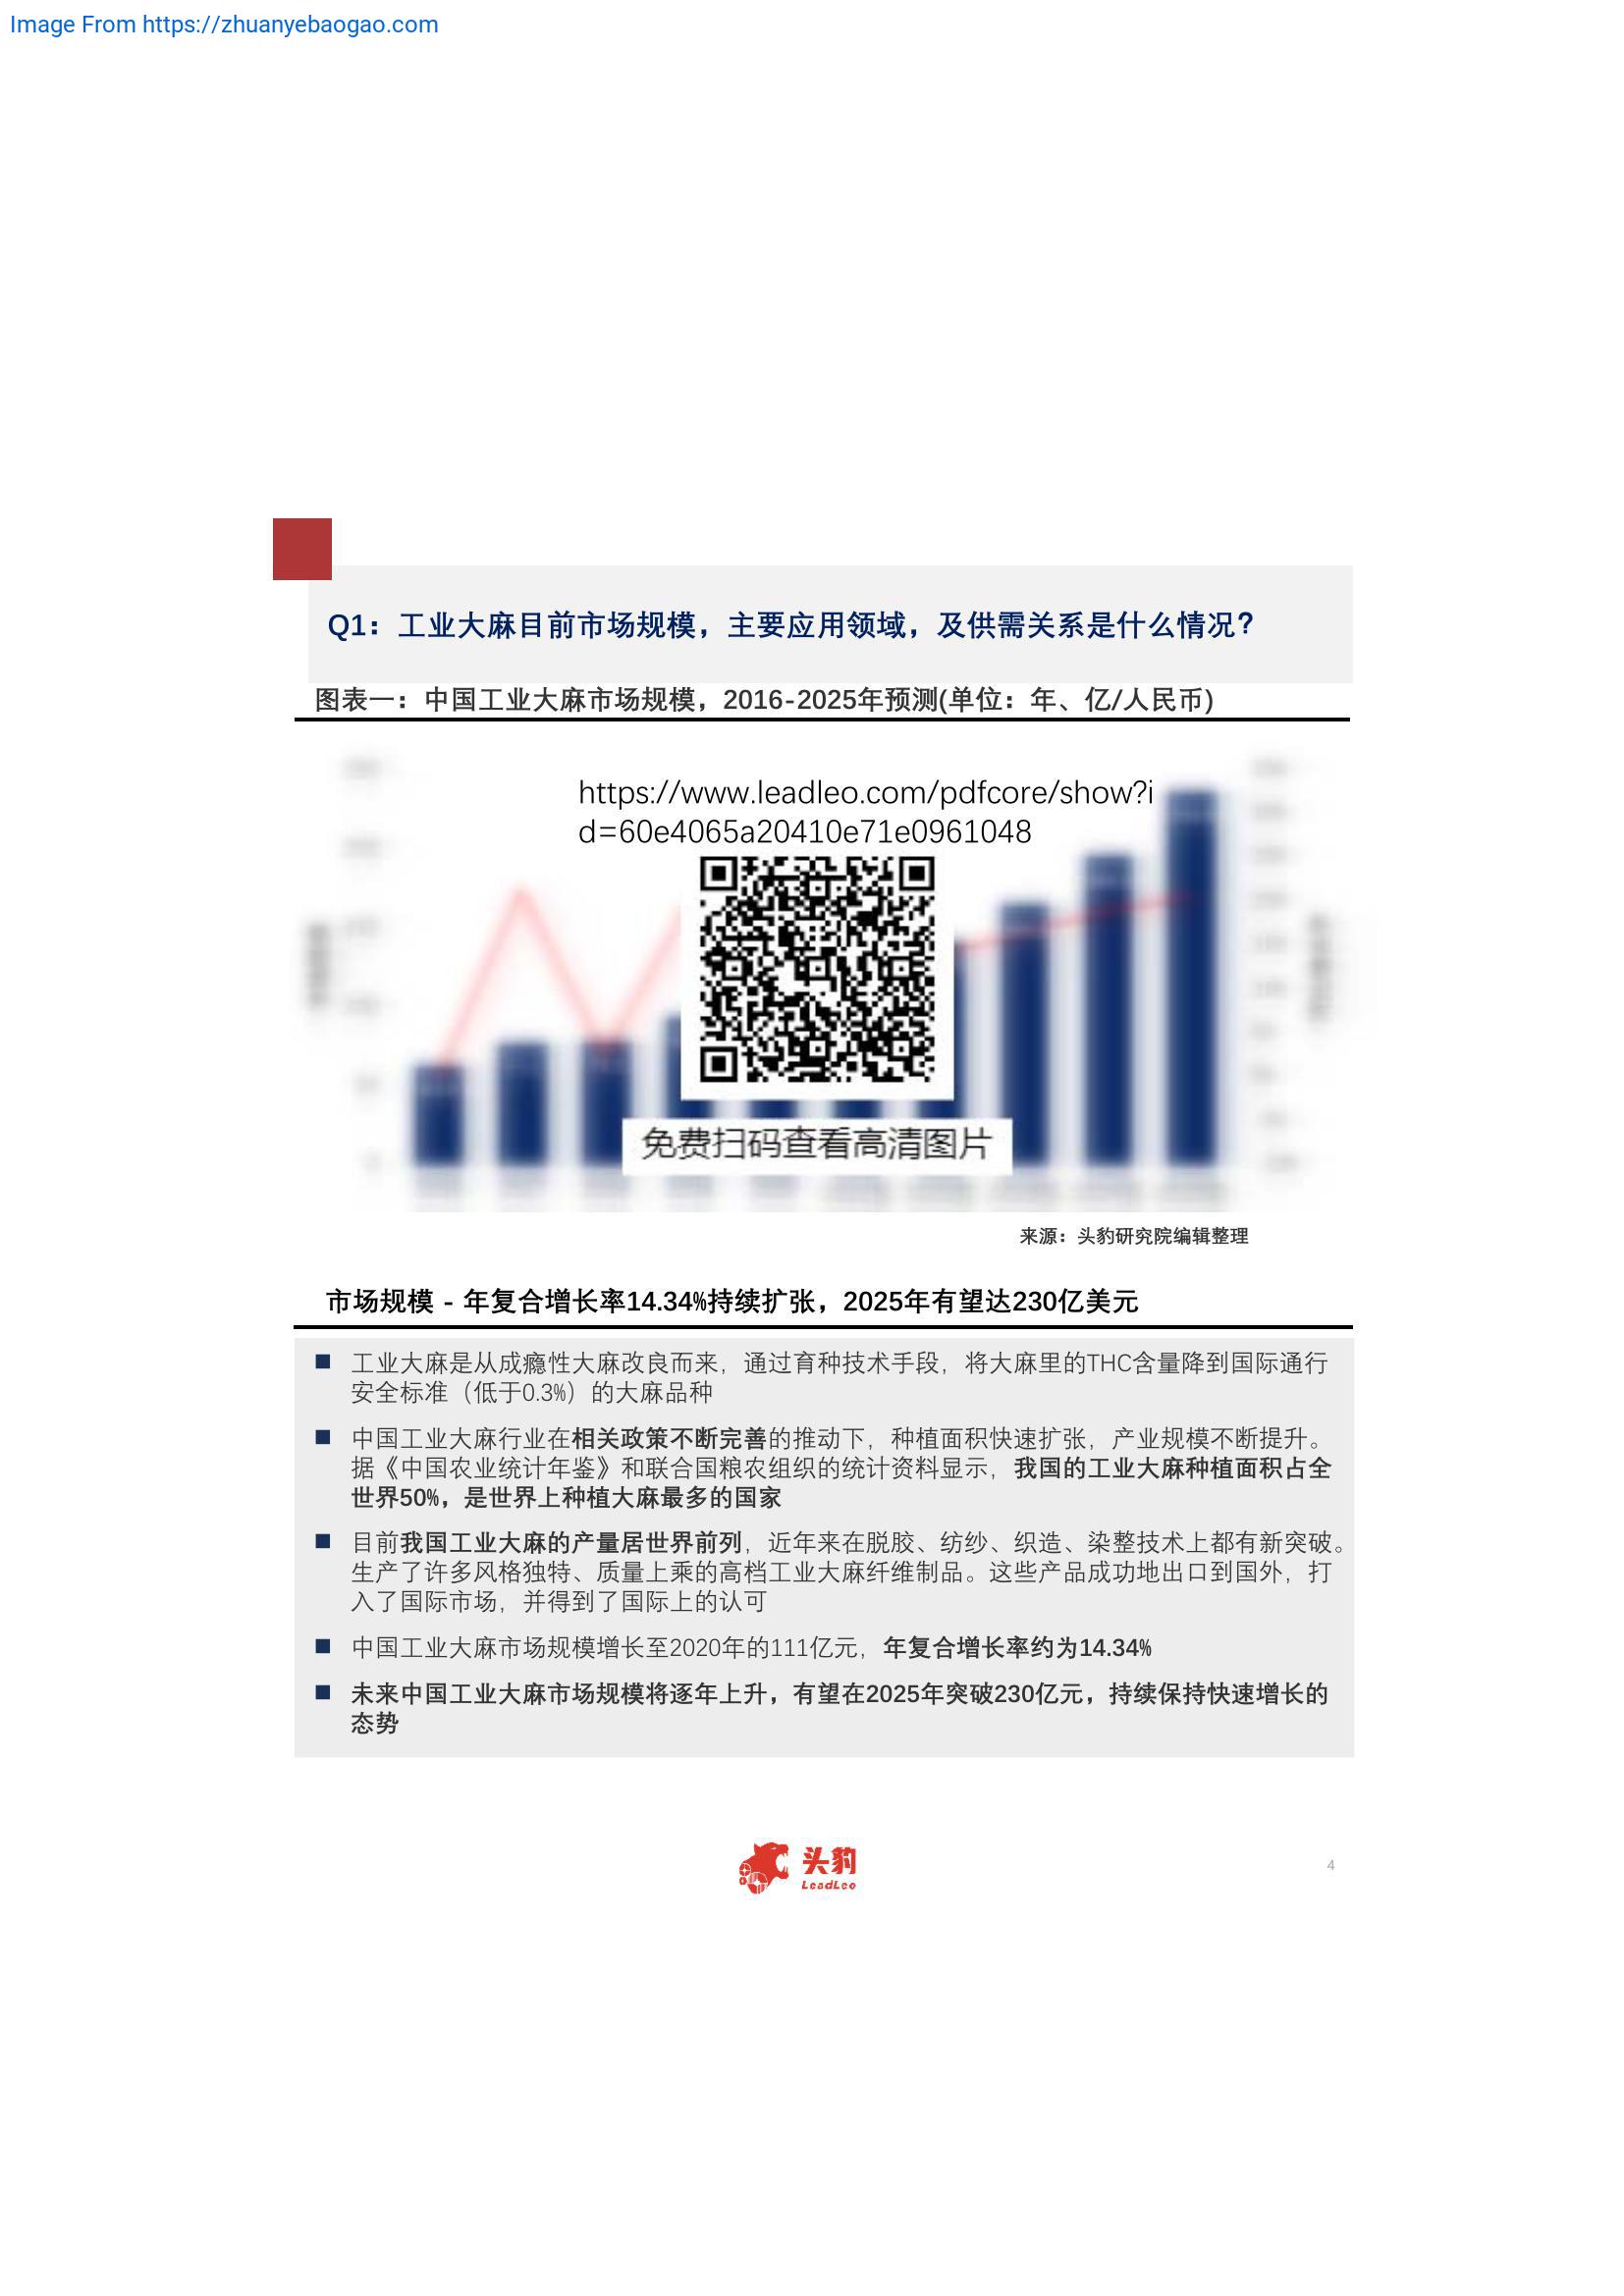 Image From https://zhuanyebaogao.com
Q1：工业大麻目前市场规模，主要应用领域，及供需关系是什么情况？
图表一：中国工业大麻市场规模，2016-2025年预测(单位：年、亿/人民币)
https://www.leadleo.com/pdfcore/show?i
d=60e4065a20410e71e0961048
免费扫码查看高清图片
来源：头豹研究院编辑整理
市场规模 - 年复合增长率14.34%持续扩张，2025年有望达230亿美元
工业大麻是从成瘾性大麻改良而来，通过育种技术手段，将大麻里的THC含量降到国际通行
安全标准（低于0.3%）的大麻品种
中国工业大麻行业在相关政策不断完善的推动下，种植面积快速扩张，产业规模不断提升。
据《中国农业统计年鉴》和联合国粮农组织的统计资料显示，我国的工业大麻种植面积占全
世界50%，是世界上种植大麻最多的国家
目前我国工业大麻的产量居世界前列，近年来在脱胶、纺纱、织造、染整技术上都有新突破。
生产了许多风格独特、质量上乘的高档工业大麻纤维制品。这些产品成功地出口到国外，打
入了国际市场，并得到了国际上的认可
中国工业大麻市场规模增长至2020年的111亿元，年复合增长率约为14.34%
未来中国工业大麻市场规模将逐年上升，有望在2025年突破230亿元，持续保持快速增长的
态势
头豹
LeadLeo
4